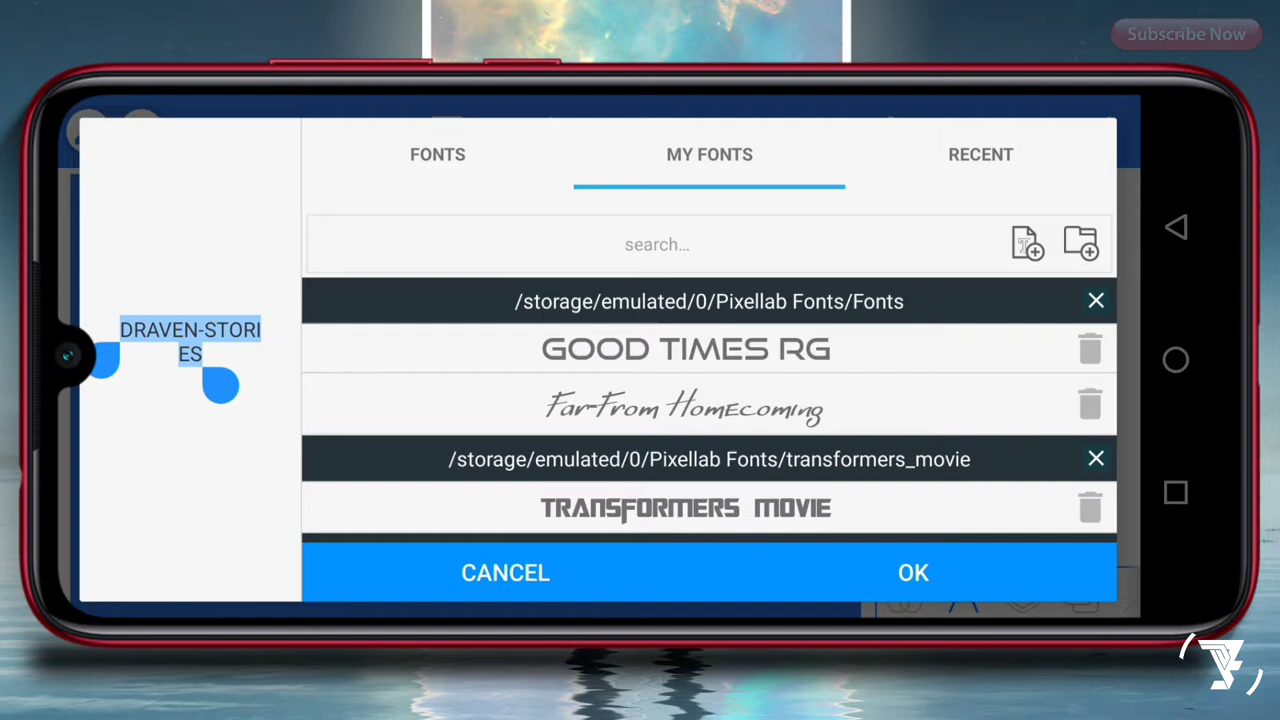 Subscribe Now
FONTS
MY FONTS
RECENT
search...
/storage/emulated/0/Pixellab Fonts/Fonts
GOOD TIMES RG
Far-From Homecoming
/storage/emulated/0/Pixellab Fonts/transformers_movie
TRANSFORMERS MOVIE
DRAVEN-STORI
ES
CANCEL
OK